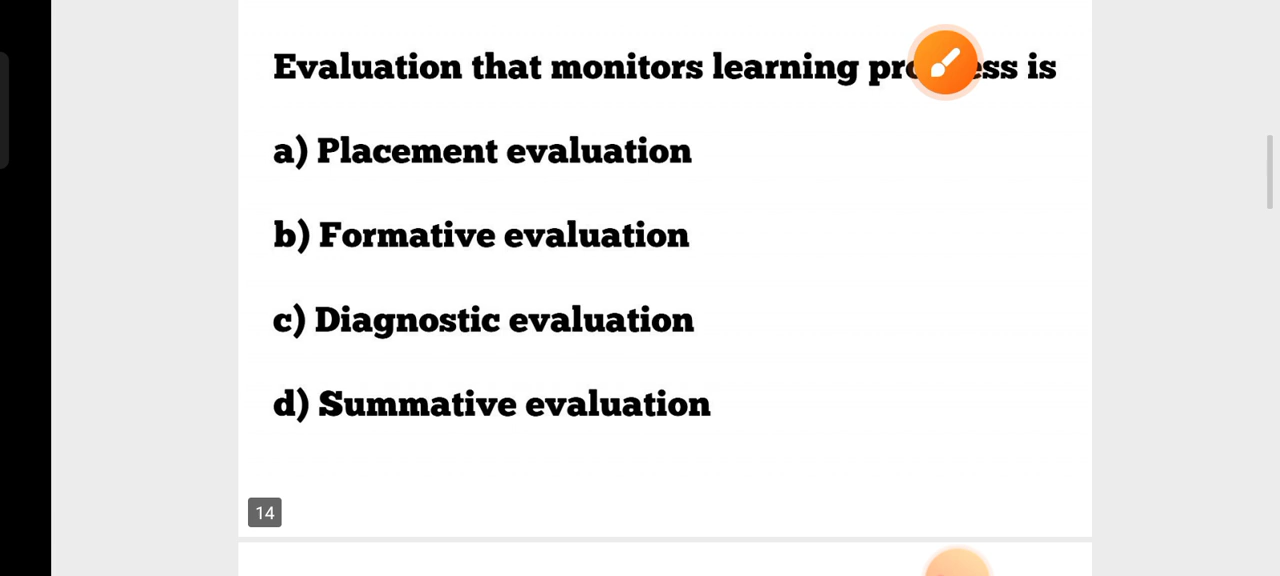 Evaluation that monitors learning is
a) Placement evaluation
b) Formative evaluation
c) Diagnostic evaluation
d) Summative evaluation
14